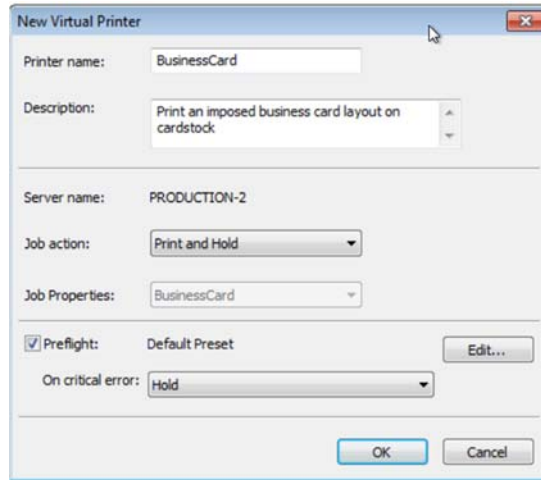 New Virtual Printer
Printer name: BusinessCard
Description: Print an imposed business card layout on
cardstock
Server name: PRODUCTION-2
Job action: Print and Hold
Job Properties: BusinessCard
Preflight: Default Preset Edit...
On critical error: Hold
OK Cancel